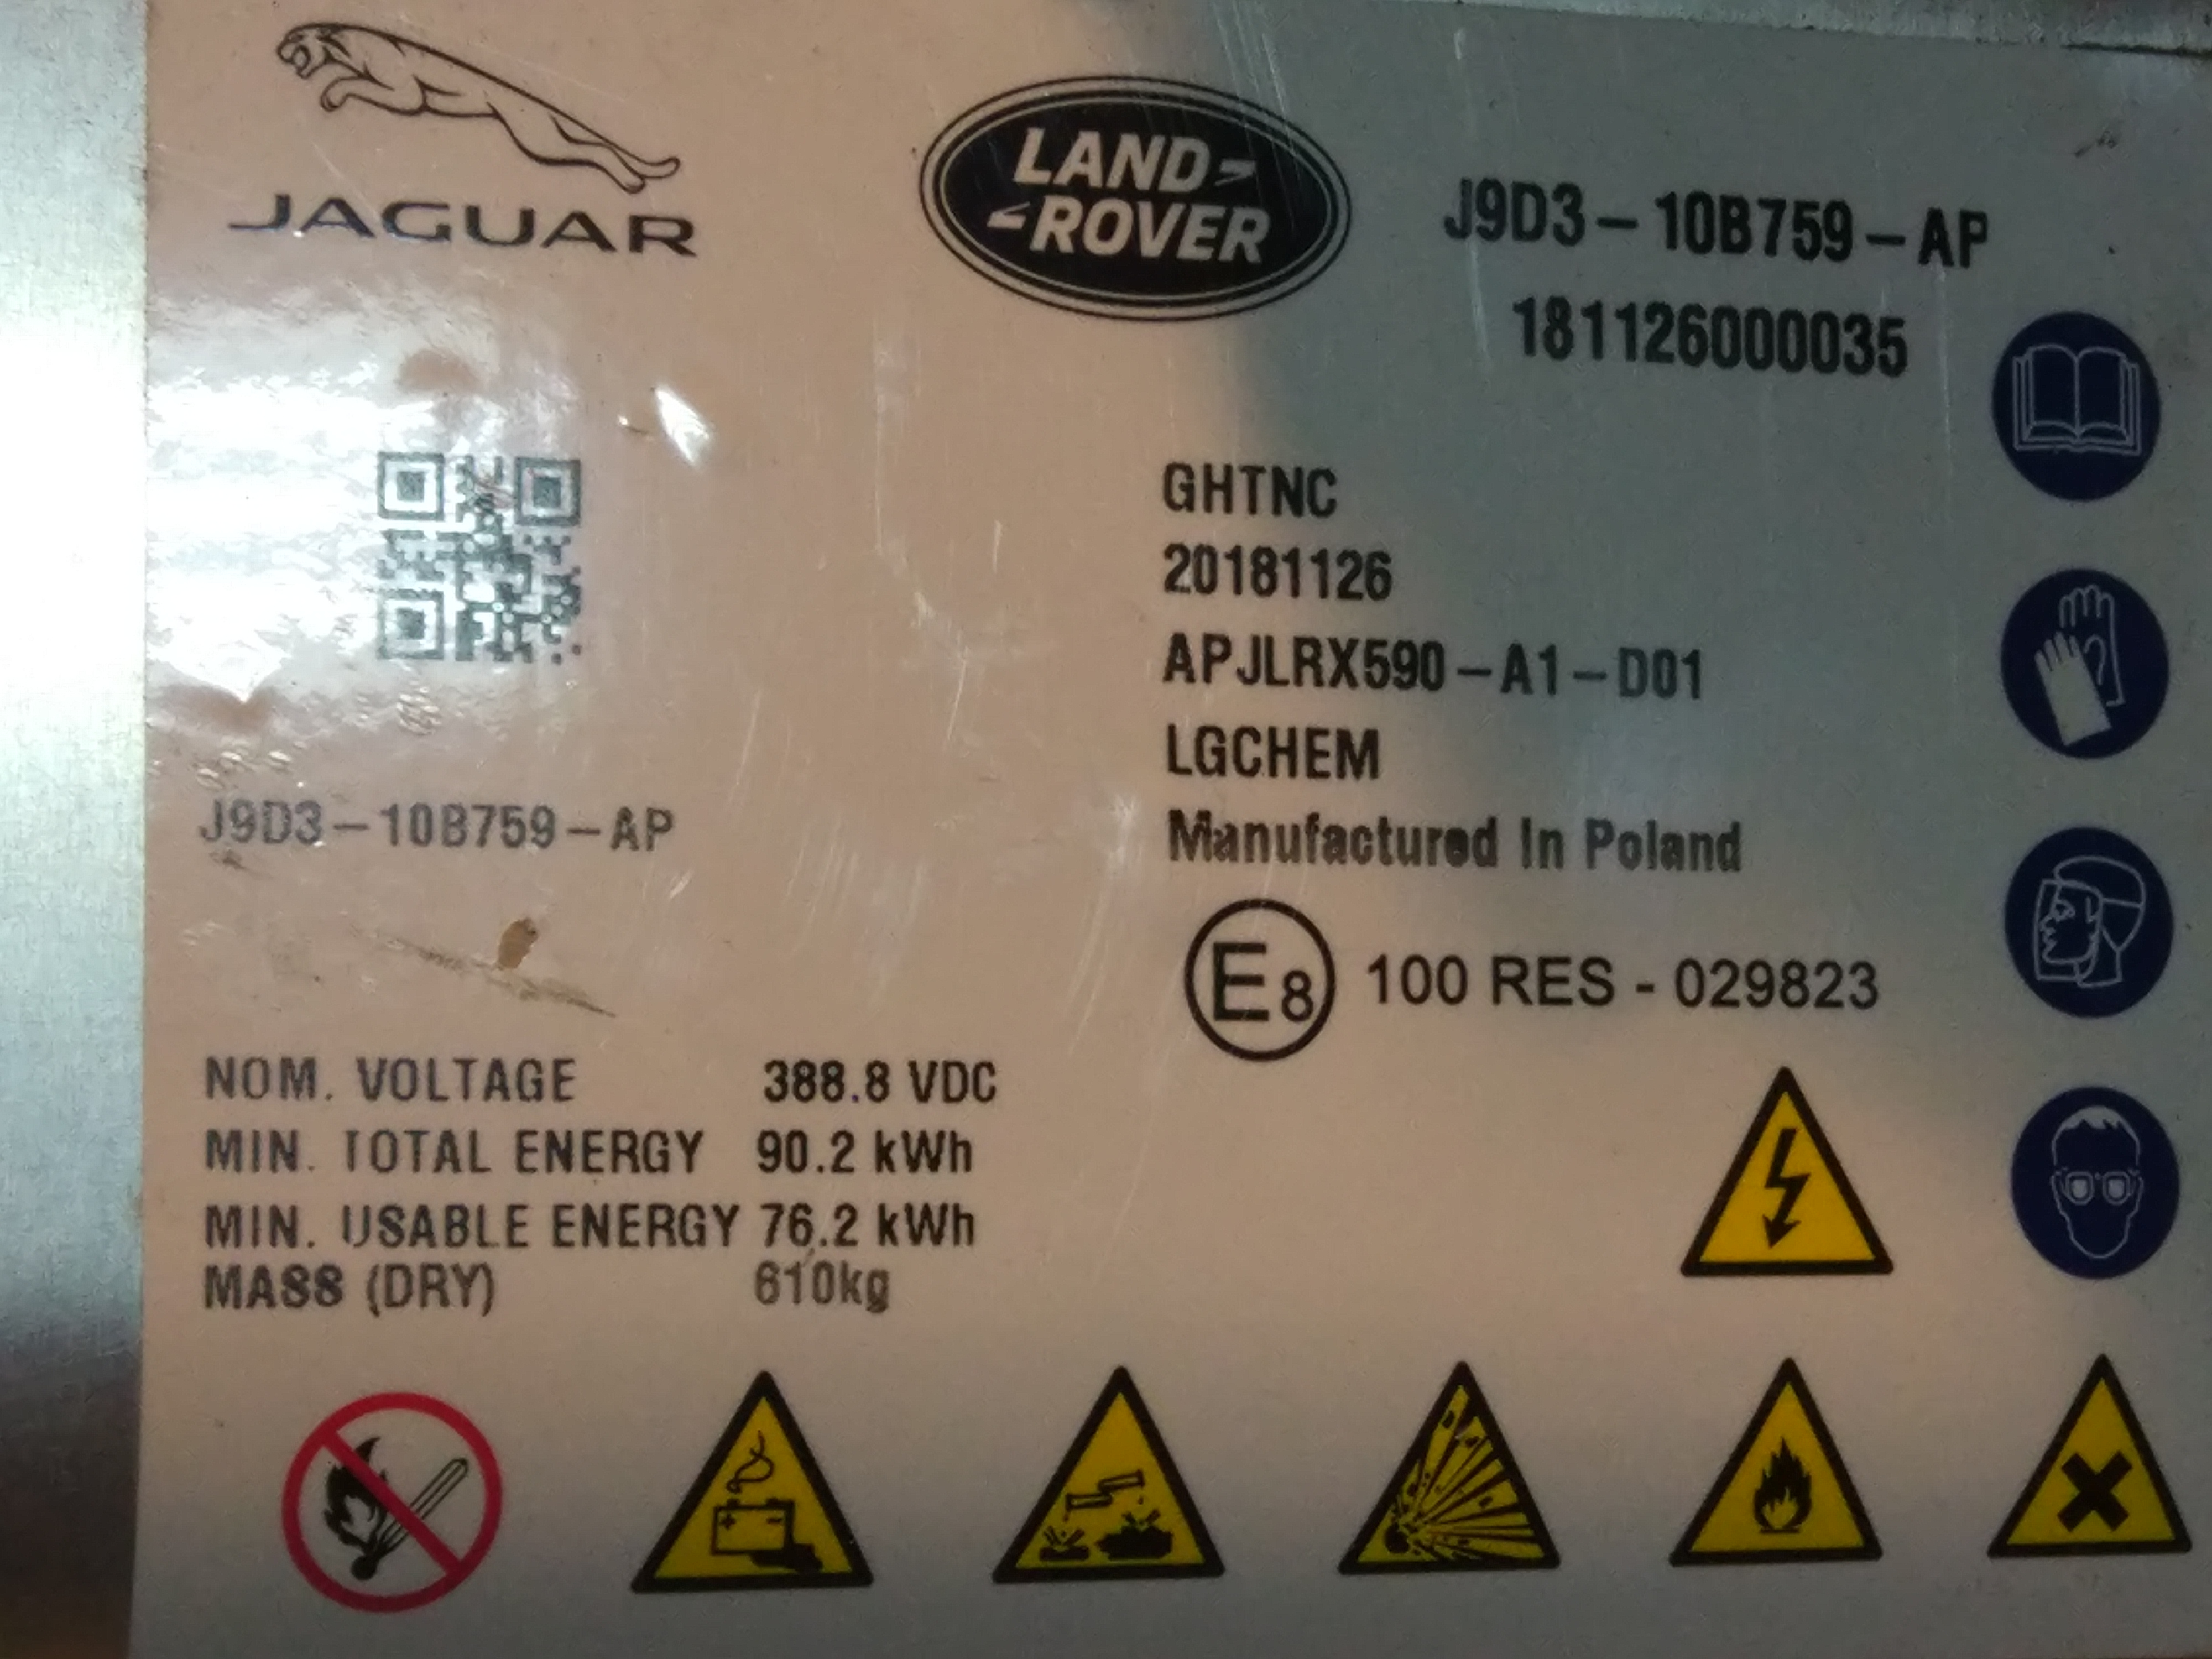 JAGUAR
LAND-
-ROVER
J9D3-10B759-AP
181126000035
GHTNC
20181126
APJLRX590-A1-D01
LGCHEM
Manufactured In Poland
J9D3-10B759-AP
E8 100 RES - 029823
NOM. VOLTAGE 388.8 VDC
MIN. TOTAL ENERGY 90.2 kWh
MIN. USABLE ENERGY 76.2 kWh
MASS (DRY) 610kg